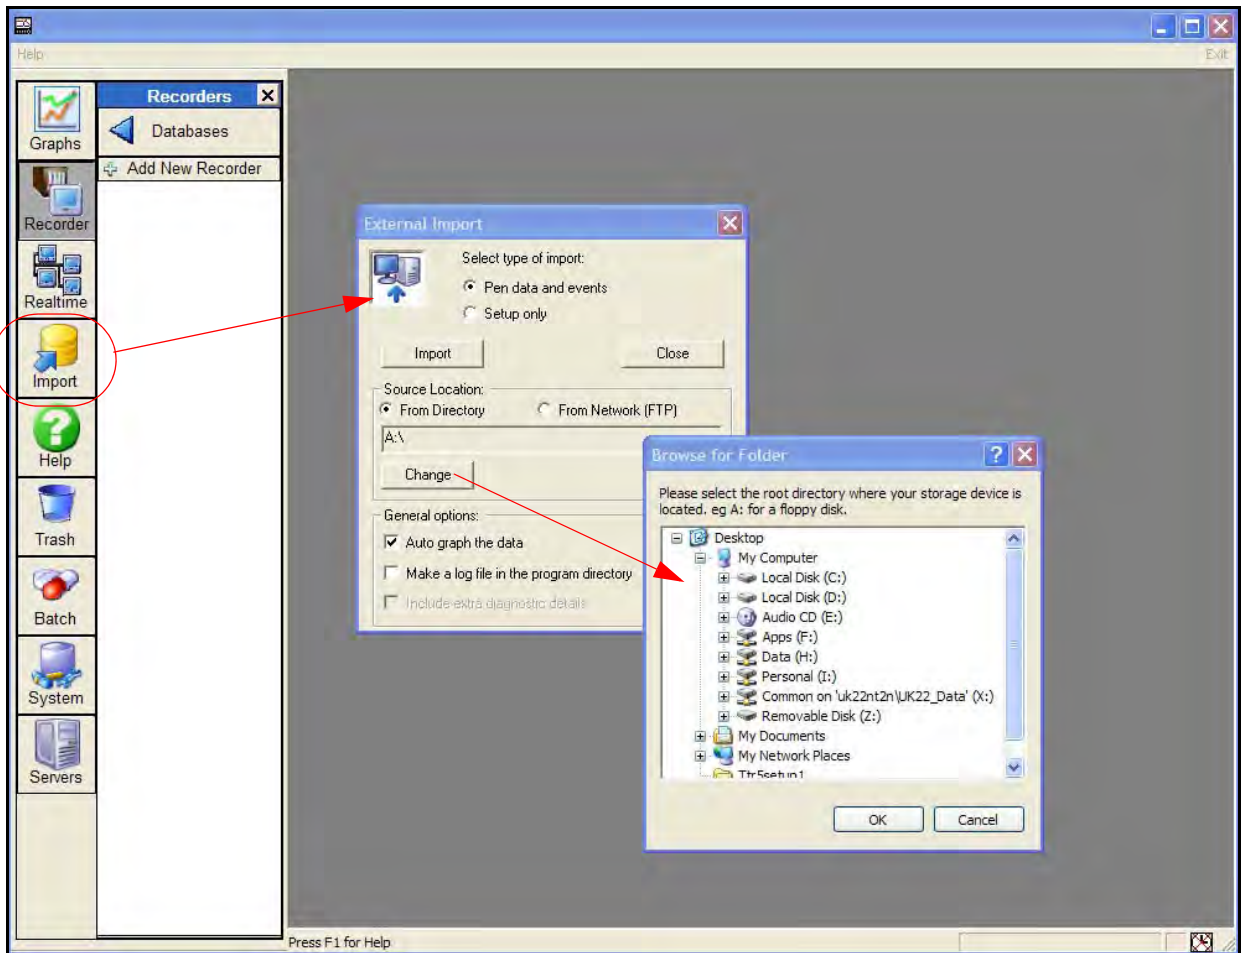 Help
Exit
Graphs
Recorder
Realtime
Import
Help
Trash
Batch
System
Servers
Recorders
Databases
Add New Recorder
External Import
Select type of import:
Pen data and events
Setup only
Import
Close
Source Location:
From Directory
From Network (FTP)
A:\
Change
General options:
Auto graph the data
Make a log file in the program directory
Include extra diagnostic details
Browse for Folder
Please select the root directory where your storage device is
located. eg A: for a floppy disk.
Desktop
My Computer
Local Disk (C:)
Local Disk (D:)
Audio CD (E:)
Apps (F:)
Data (H:)
Personal (I:)
Common on 'uk22nt2n\UK22_Data' (X:)
Removable Disk (Z:)
My Documents
My Network Places
Ttr5setup1
OK
Cancel
Press F1 for Help